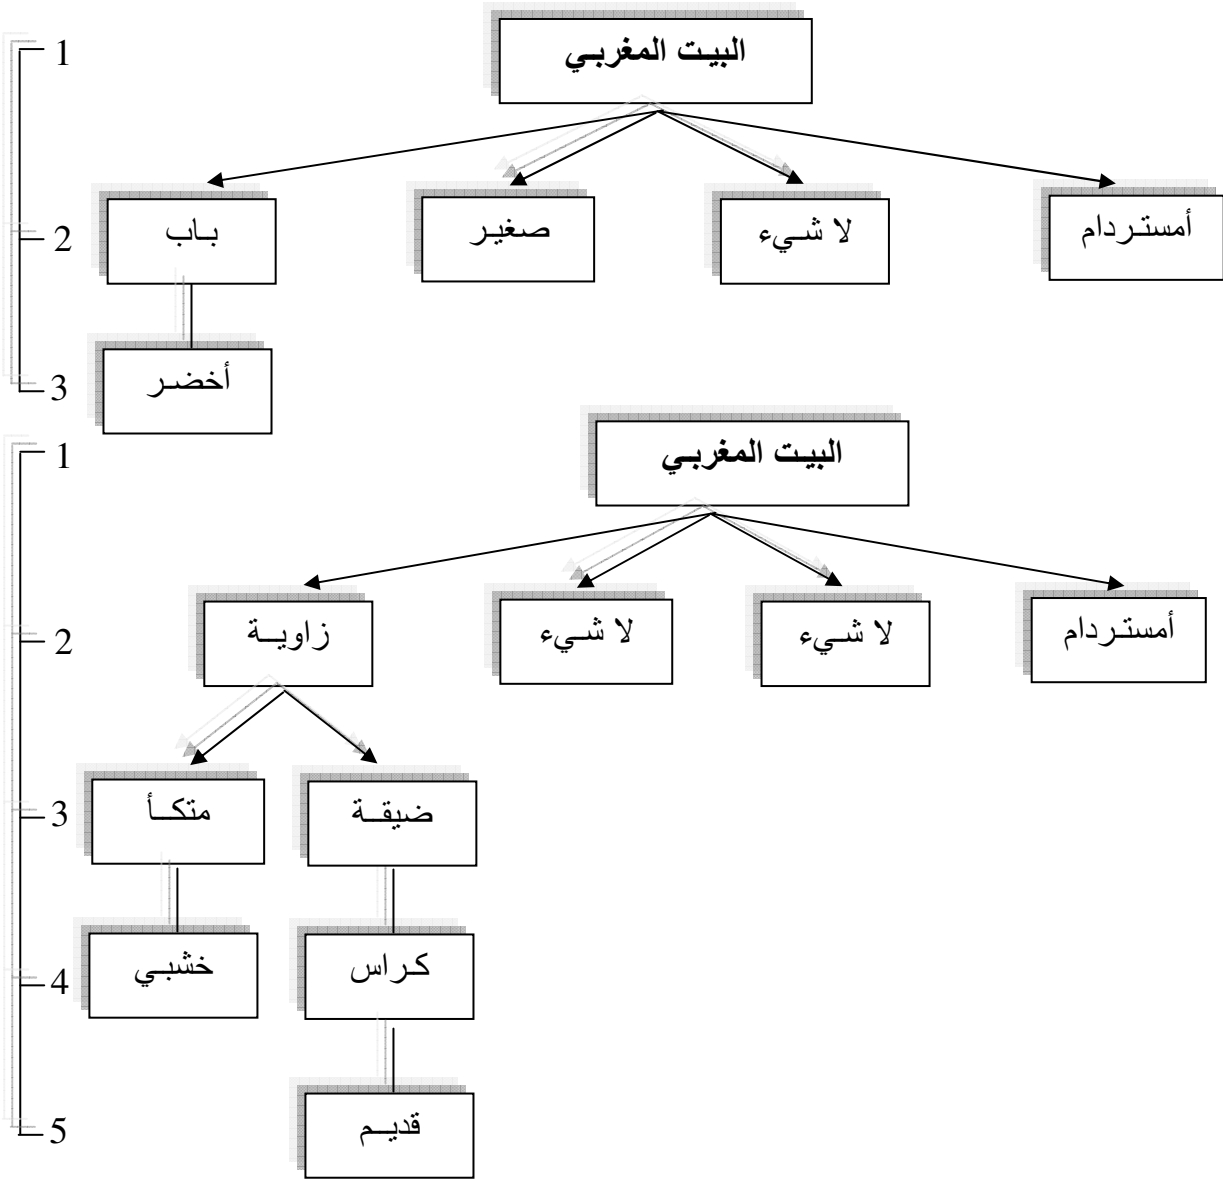 1
البيت المغربي
2
أمستردام
لا شيء
صغير
باب
3
أخضر
1
البيت المغربي
2
أمستردام
لا شيء
لا شيء
زاوية
3
ضيقة
متكأ
4
كراس
خشبي
5
قديم